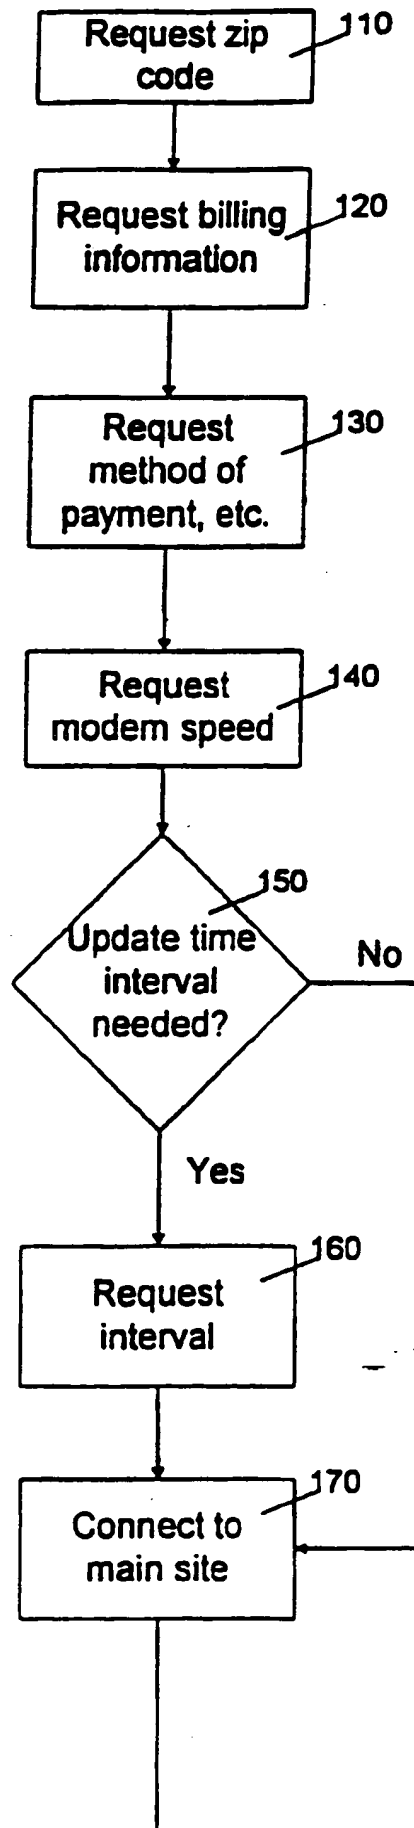 Request zip
code
110
Request billing
information
120
Request
method of
payment, etc.
130
Request
modem speed
140
150
Update time
interval
needed?
No
Yes
Request
interval
160
Connect to
main site
170